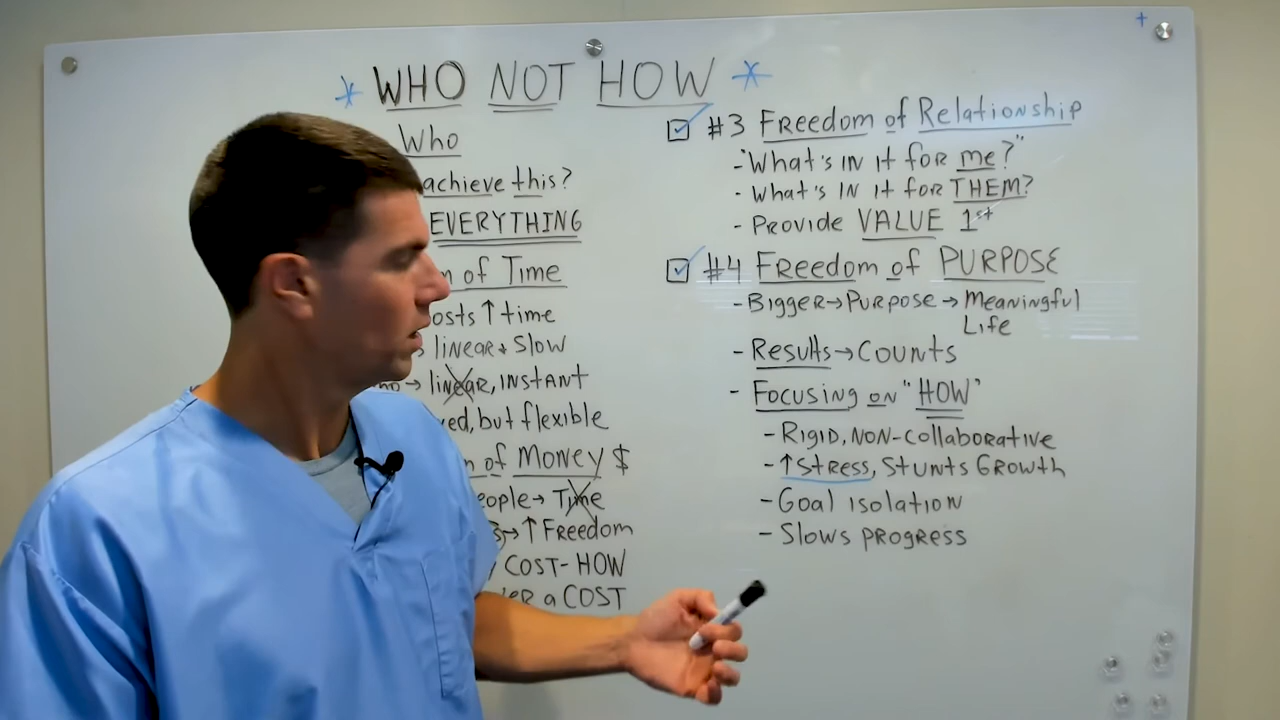 * WHO NOT HOW *
Who
achieve this?
EVERYTHING
of Time
↑ time
→ linear + Slow
→ linear, INSTANT
, but flexible
of Money $
→ Time
→ ↑ Freedom
COST - HOW
a COST
#3 Freedom of Relationship
- "What's IN it for me?"
- What's IN it for THEM?
- Provide VALUE 1st
#4 Freedom of PURPOSE
- Bigger → Purpose → Meaningful
Life
- Results → Counts
- Focusing on "HOW"
- Rigid, NON-Collaborative
- ↑ Stress, Stunts Growth
- Goal isolation
- Slows progress